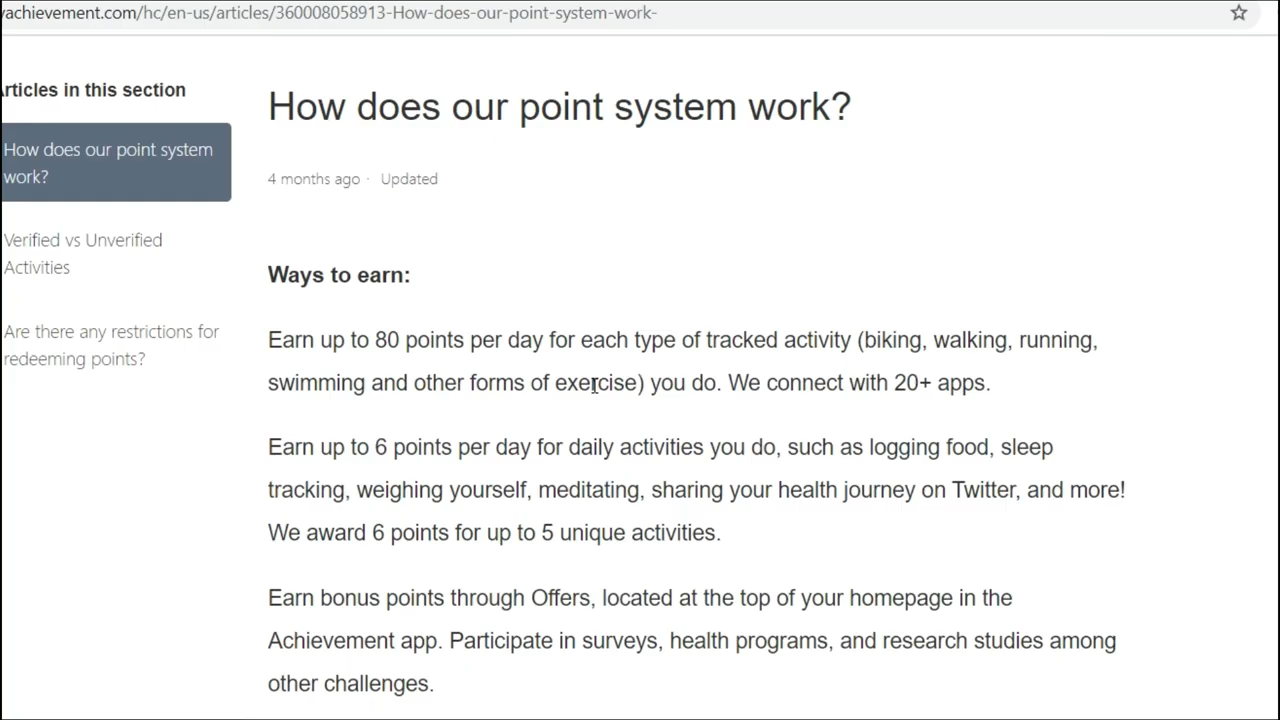 yachievement.com/hc/en-us/articles/360008058913-How-does-our-point-system-work-
Articles in this section
How does our point system
work?
Verified vs Unverified
Activities
Are there any restrictions for
redeeming points?
How does our point system work?
4 months ago · Updated
Ways to earn:
Earn up to 80 points per day for each type of tracked activity (biking, walking, running,
swimming and other forms of exercise) you do. We connect with 20+ apps.
Earn up to 6 points per day for daily activities you do, such as logging food, sleep
tracking, weighing yourself, meditating, sharing your health journey on Twitter, and more!
We award 6 points for up to 5 unique activities.
Earn bonus points through Offers, located at the top of your homepage in the
Achievement app. Participate in surveys, health programs, and research studies among
other challenges.